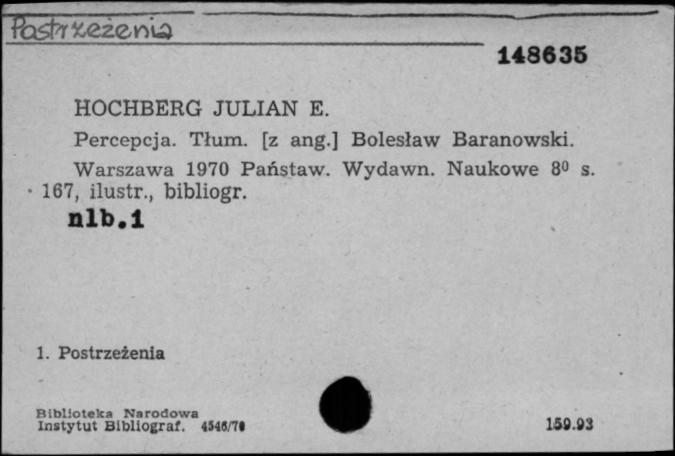 Postrzeżenia
148635
HOCHBERG JULIAN E.
Percepcja. Tłum. [z ang.] Bolesław Baranowski.
Warszawa 1970 Państaw. Wydawn. Naukowe 8⁰ s.
167, ilustr., bibliogr.
nlb.1
1. Postrzeżenia
Biblioteka Narodowa
Instytut Bibliograf. 4546/70
159.93